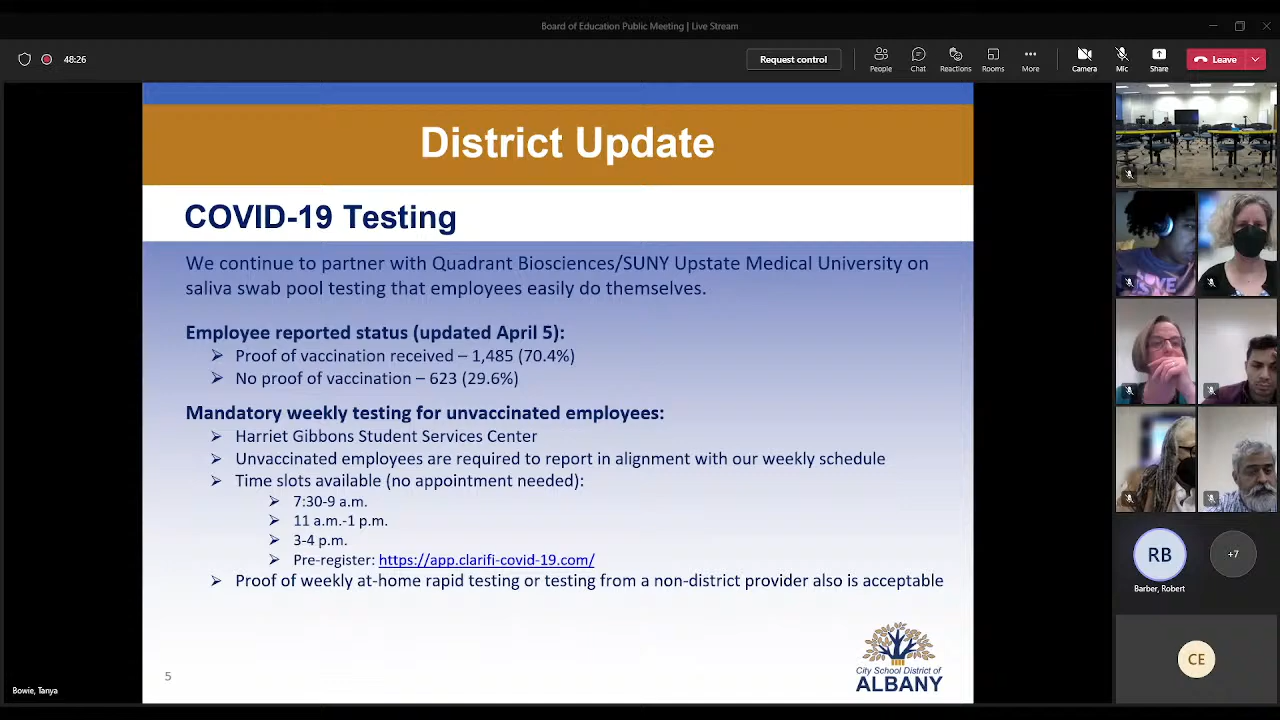 Board of Education Public Meeting | Live Stream
48:26
Request control
People
Chat
Reactions
Rooms
More
Camera
Mic
Share
Leave
District Update
COVID-19 Testing
We continue to partner with Quadrant Biosciences/SUNY Upstate Medical University on
saliva swab pool testing that employees easily do themselves.
Employee reported status (updated April 5):
Proof of vaccination received – 1,485 (70.4%)
No proof of vaccination – 623 (29.6%)
Mandatory weekly testing for unvaccinated employees:
Harriet Gibbons Student Services Center
Unvaccinated employees are required to report in alignment with our weekly schedule
Time slots available (no appointment needed):
7:30-9 a.m.
11 a.m.-1 p.m.
3-4 p.m.
Pre-register: https://app.clarifi-covid-19.com/
Proof of weekly at-home rapid testing or testing from a non-district provider also is acceptable
5
City School District of
ALBANY
Bowie, Tanya
RB
Barber, Robert
+7
CE